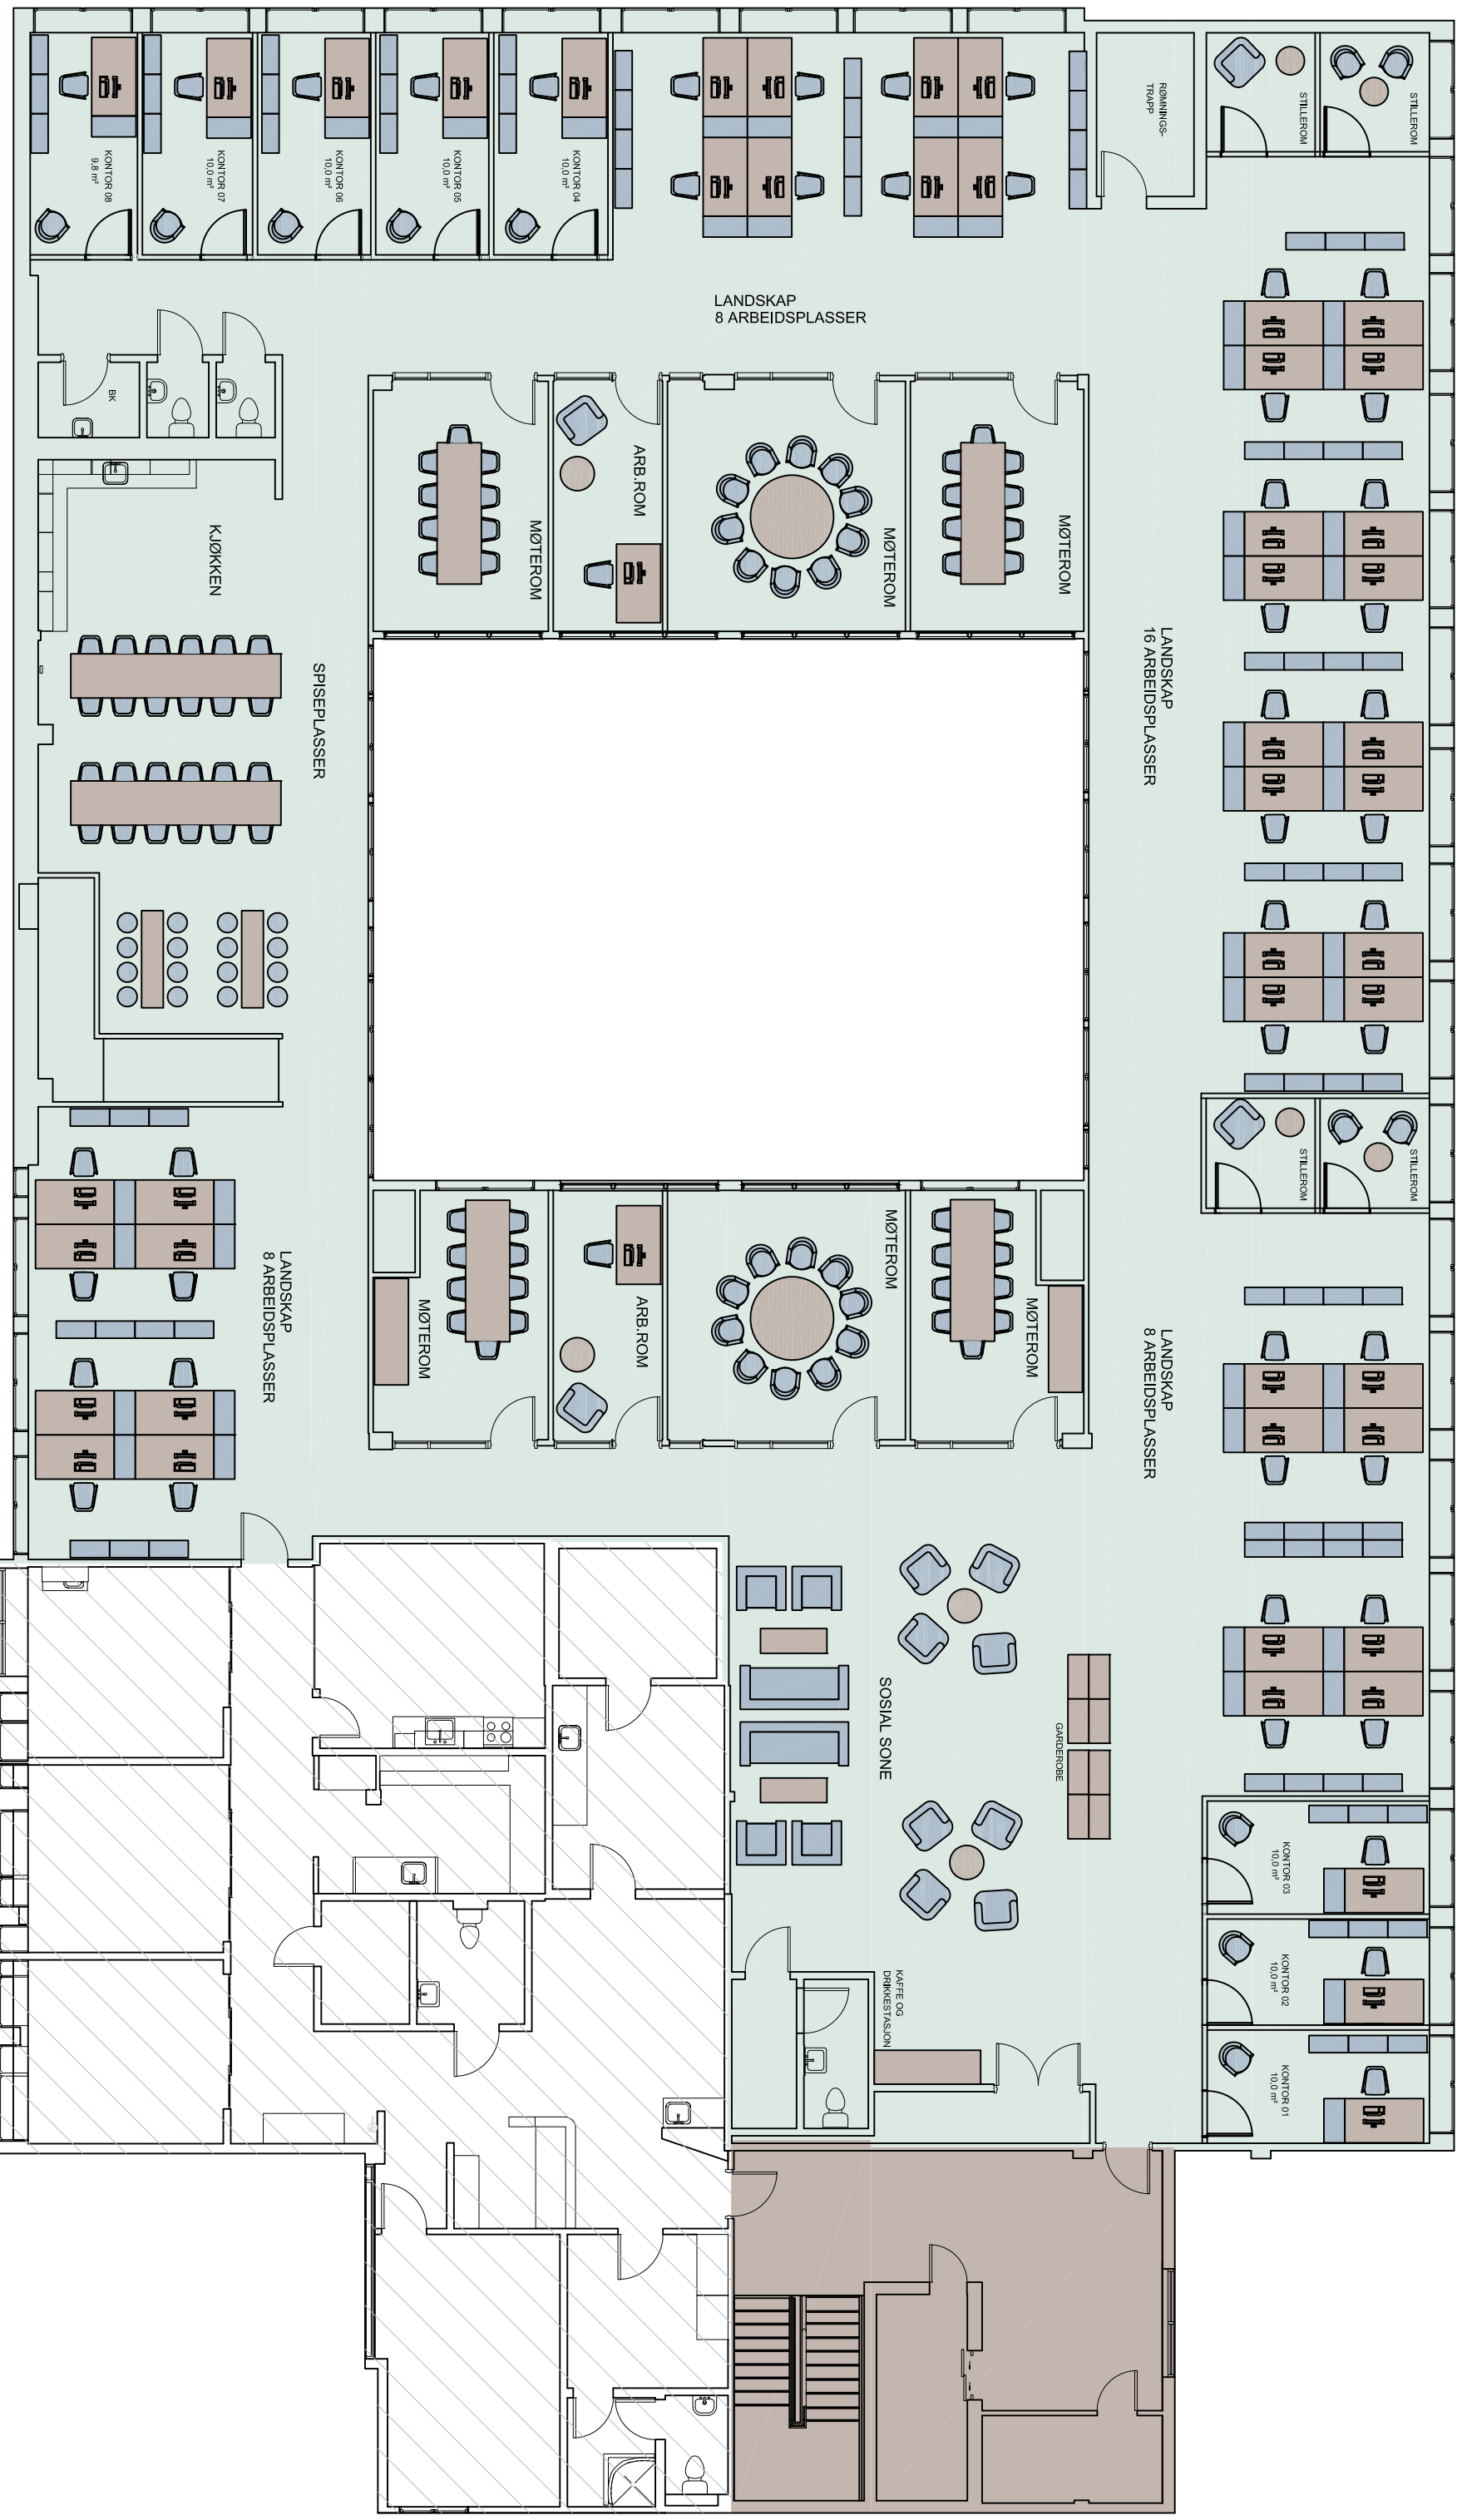 STILLEROM
STILLEROM
RØMNINGS-
TRAPP
KONTOR 08
9,8 m²
KONTOR 07
10,0 m²
KONTOR 06
10,0 m²
KONTOR 05
10,0 m²
KONTOR 04
10,0 m²
LANDSKAP
8 ARBEIDSPLASSER
BK
ARB.ROM
MØTEROM
MØTEROM
MØTEROM
KJØKKEN
SPISEPLASSER
LANDSKAP
16 ARBEIDSPLASSER
STILLEROM
STILLEROM
MØTEROM
LANDSKAP
8 ARBEIDSPLASSER
MØTEROM
ARB.ROM
MØTEROM
LANDSKAP
8 ARBEIDSPLASSER
SOSIAL SONE
GARDEROBE
KONTOR 03
10,0 m²
KONTOR 02
10,0 m²
KAFFE OG
DRIKKESTASJON
KONTOR 01
10,0 m²